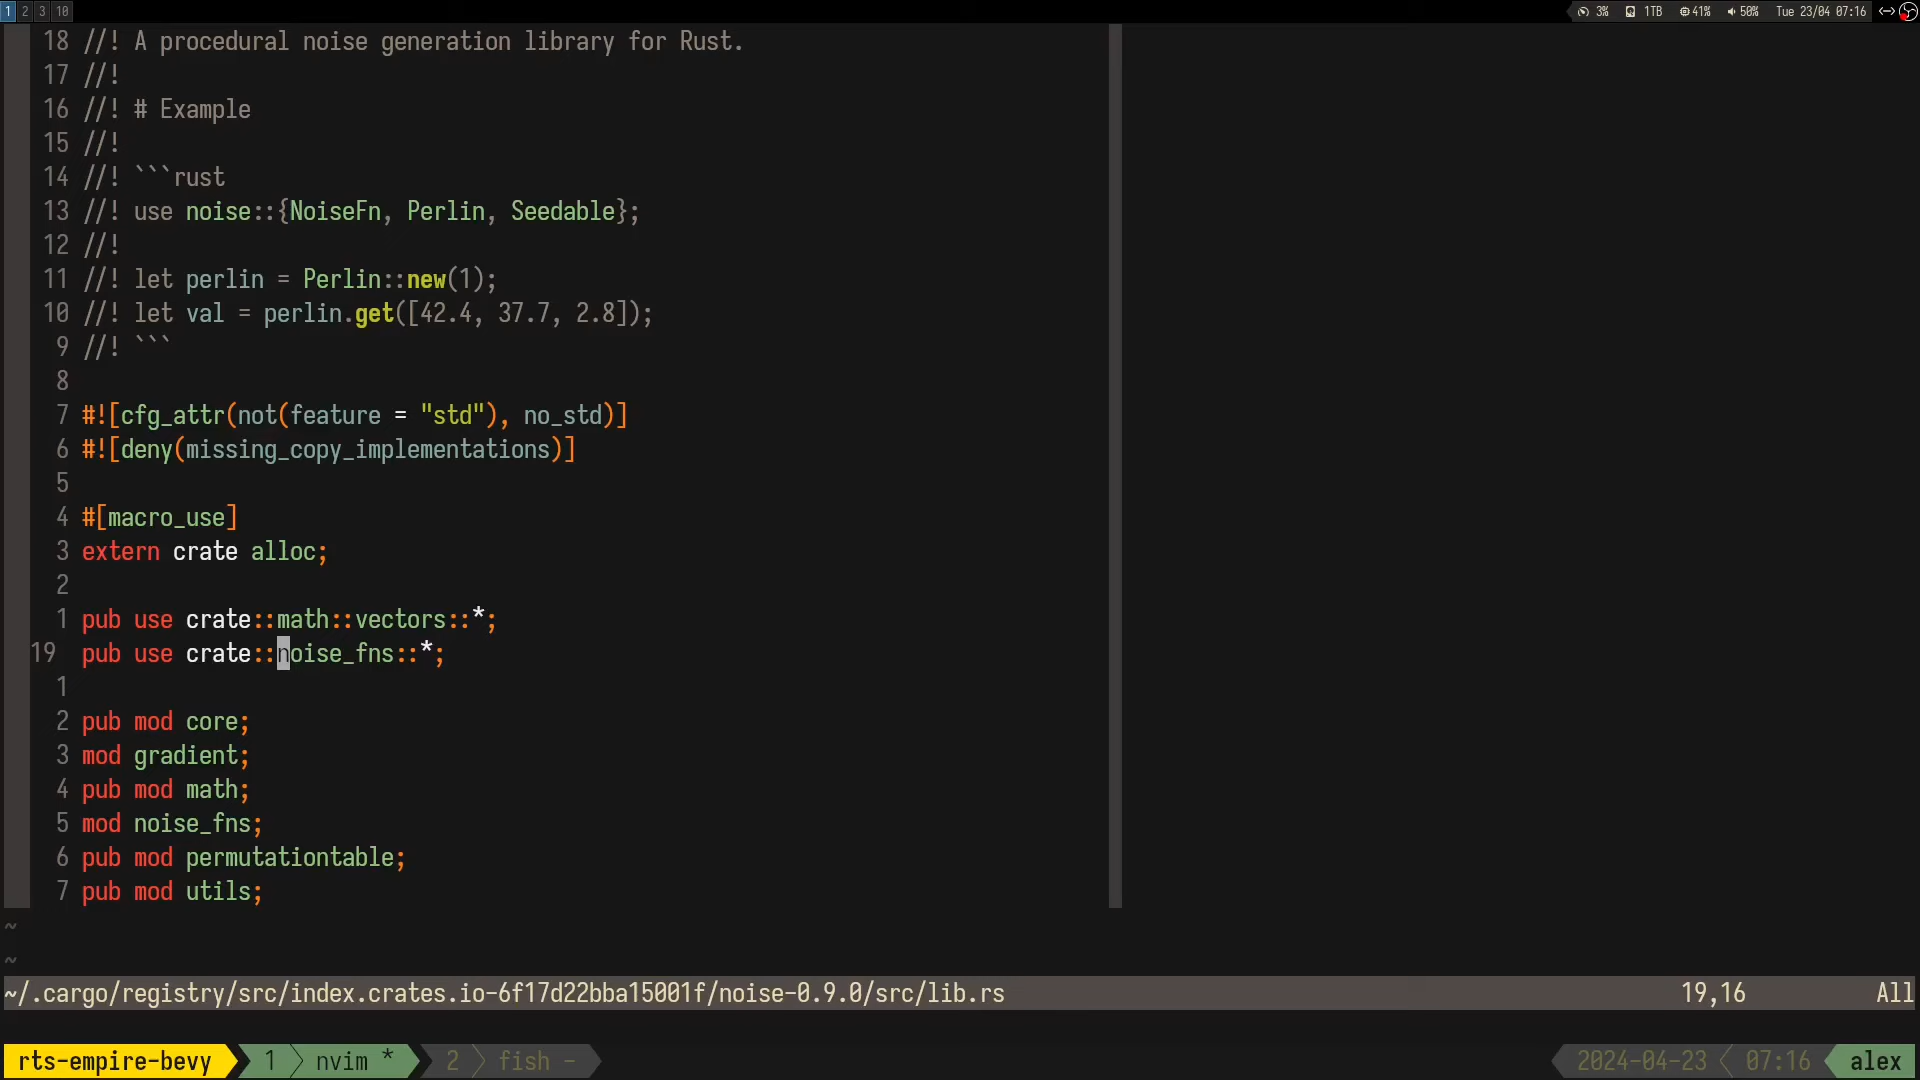 1 2 3 10 3% 1TB 41% 50% Tue 23/04 07:16
18 //! A procedural noise generation library for Rust.
17 //!
16 //! # Example
15 //!
14 //! ```rust
13 //! use noise::{NoiseFn, Perlin, Seedable};
12 //!
11 //! let perlin = Perlin::new(1);
10 //! let val = perlin.get([42.4, 37.7, 2.8]);
9 //! ```
8
7 #![cfg_attr(not(feature = "std"), no_std)]
6 #![deny(missing_copy_implementations)]
5
4 #[macro_use]
3 extern crate alloc;
2
1 pub use crate::math::vectors::*;
19 pub use crate::noise_fns::*;
1
2 pub mod core;
3 mod gradient;
4 pub mod math;
5 mod noise_fns;
6 pub mod permutationtable;
7 pub mod utils;
~
~
~/.cargo/registry/src/index.crates.io-6f17d22bba15001f/noise-0.9.0/src/lib.rs 19,16 All
rts-empire-bevy 1 nvim * 2 fish - 2024-04-23 07:16 alex